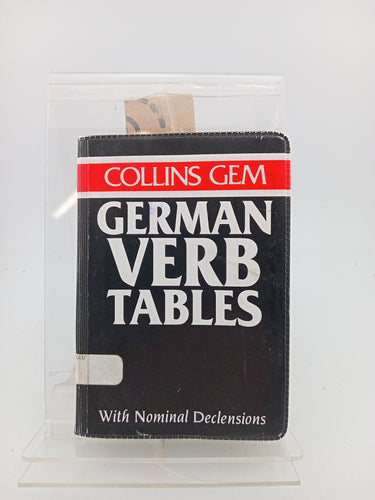 COLLINS GEM
GERMAN
VERB
TABLES
With Nominal Declensions